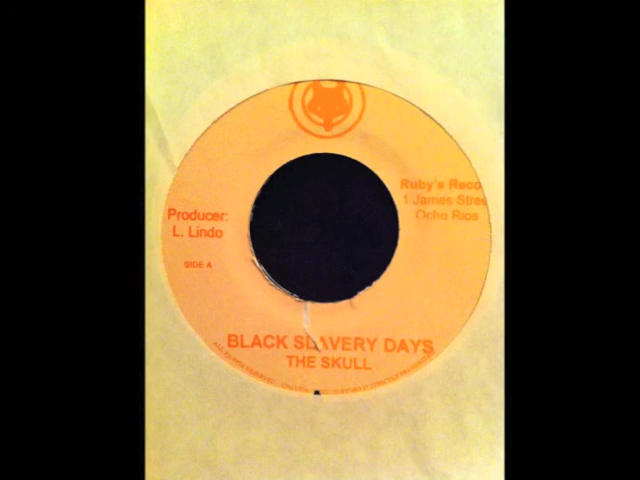 Ruby's Reco
1 James Stree
Ocho Rios
Producer:
L. Lindo
SIDE A
BLACK SLAVERY DAYS
THE SKULL